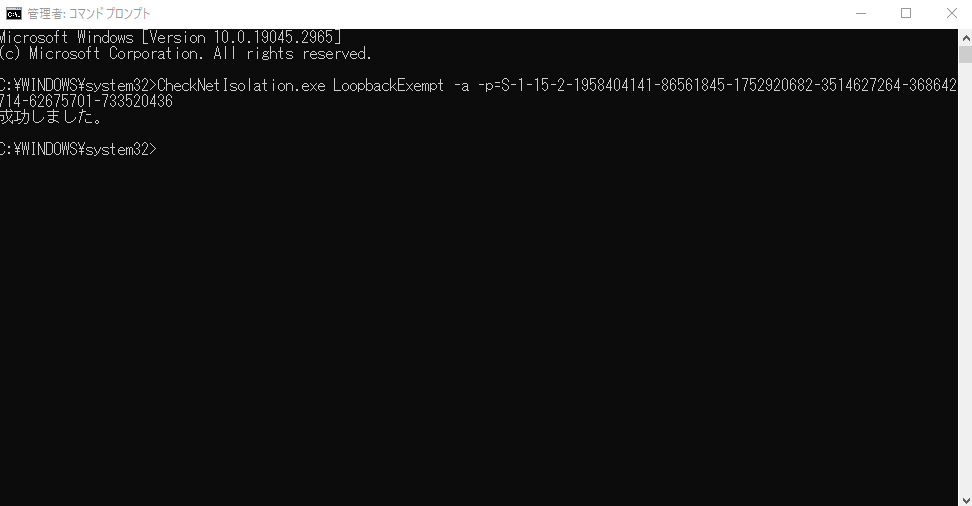 管理者: コマンド プロンプト
Microsoft Windows [Version 10.0.19045.2965]
(c) Microsoft Corporation. All rights reserved.
C:¥WINDOWS¥system32>CheckNetIsolation.exe LoopbackExempt -a -p=S-1-15-2-1958404141-86561845-1752920682-3514627264-368642
714-62675701-733520436
成功しました。
C:¥WINDOWS¥system32>